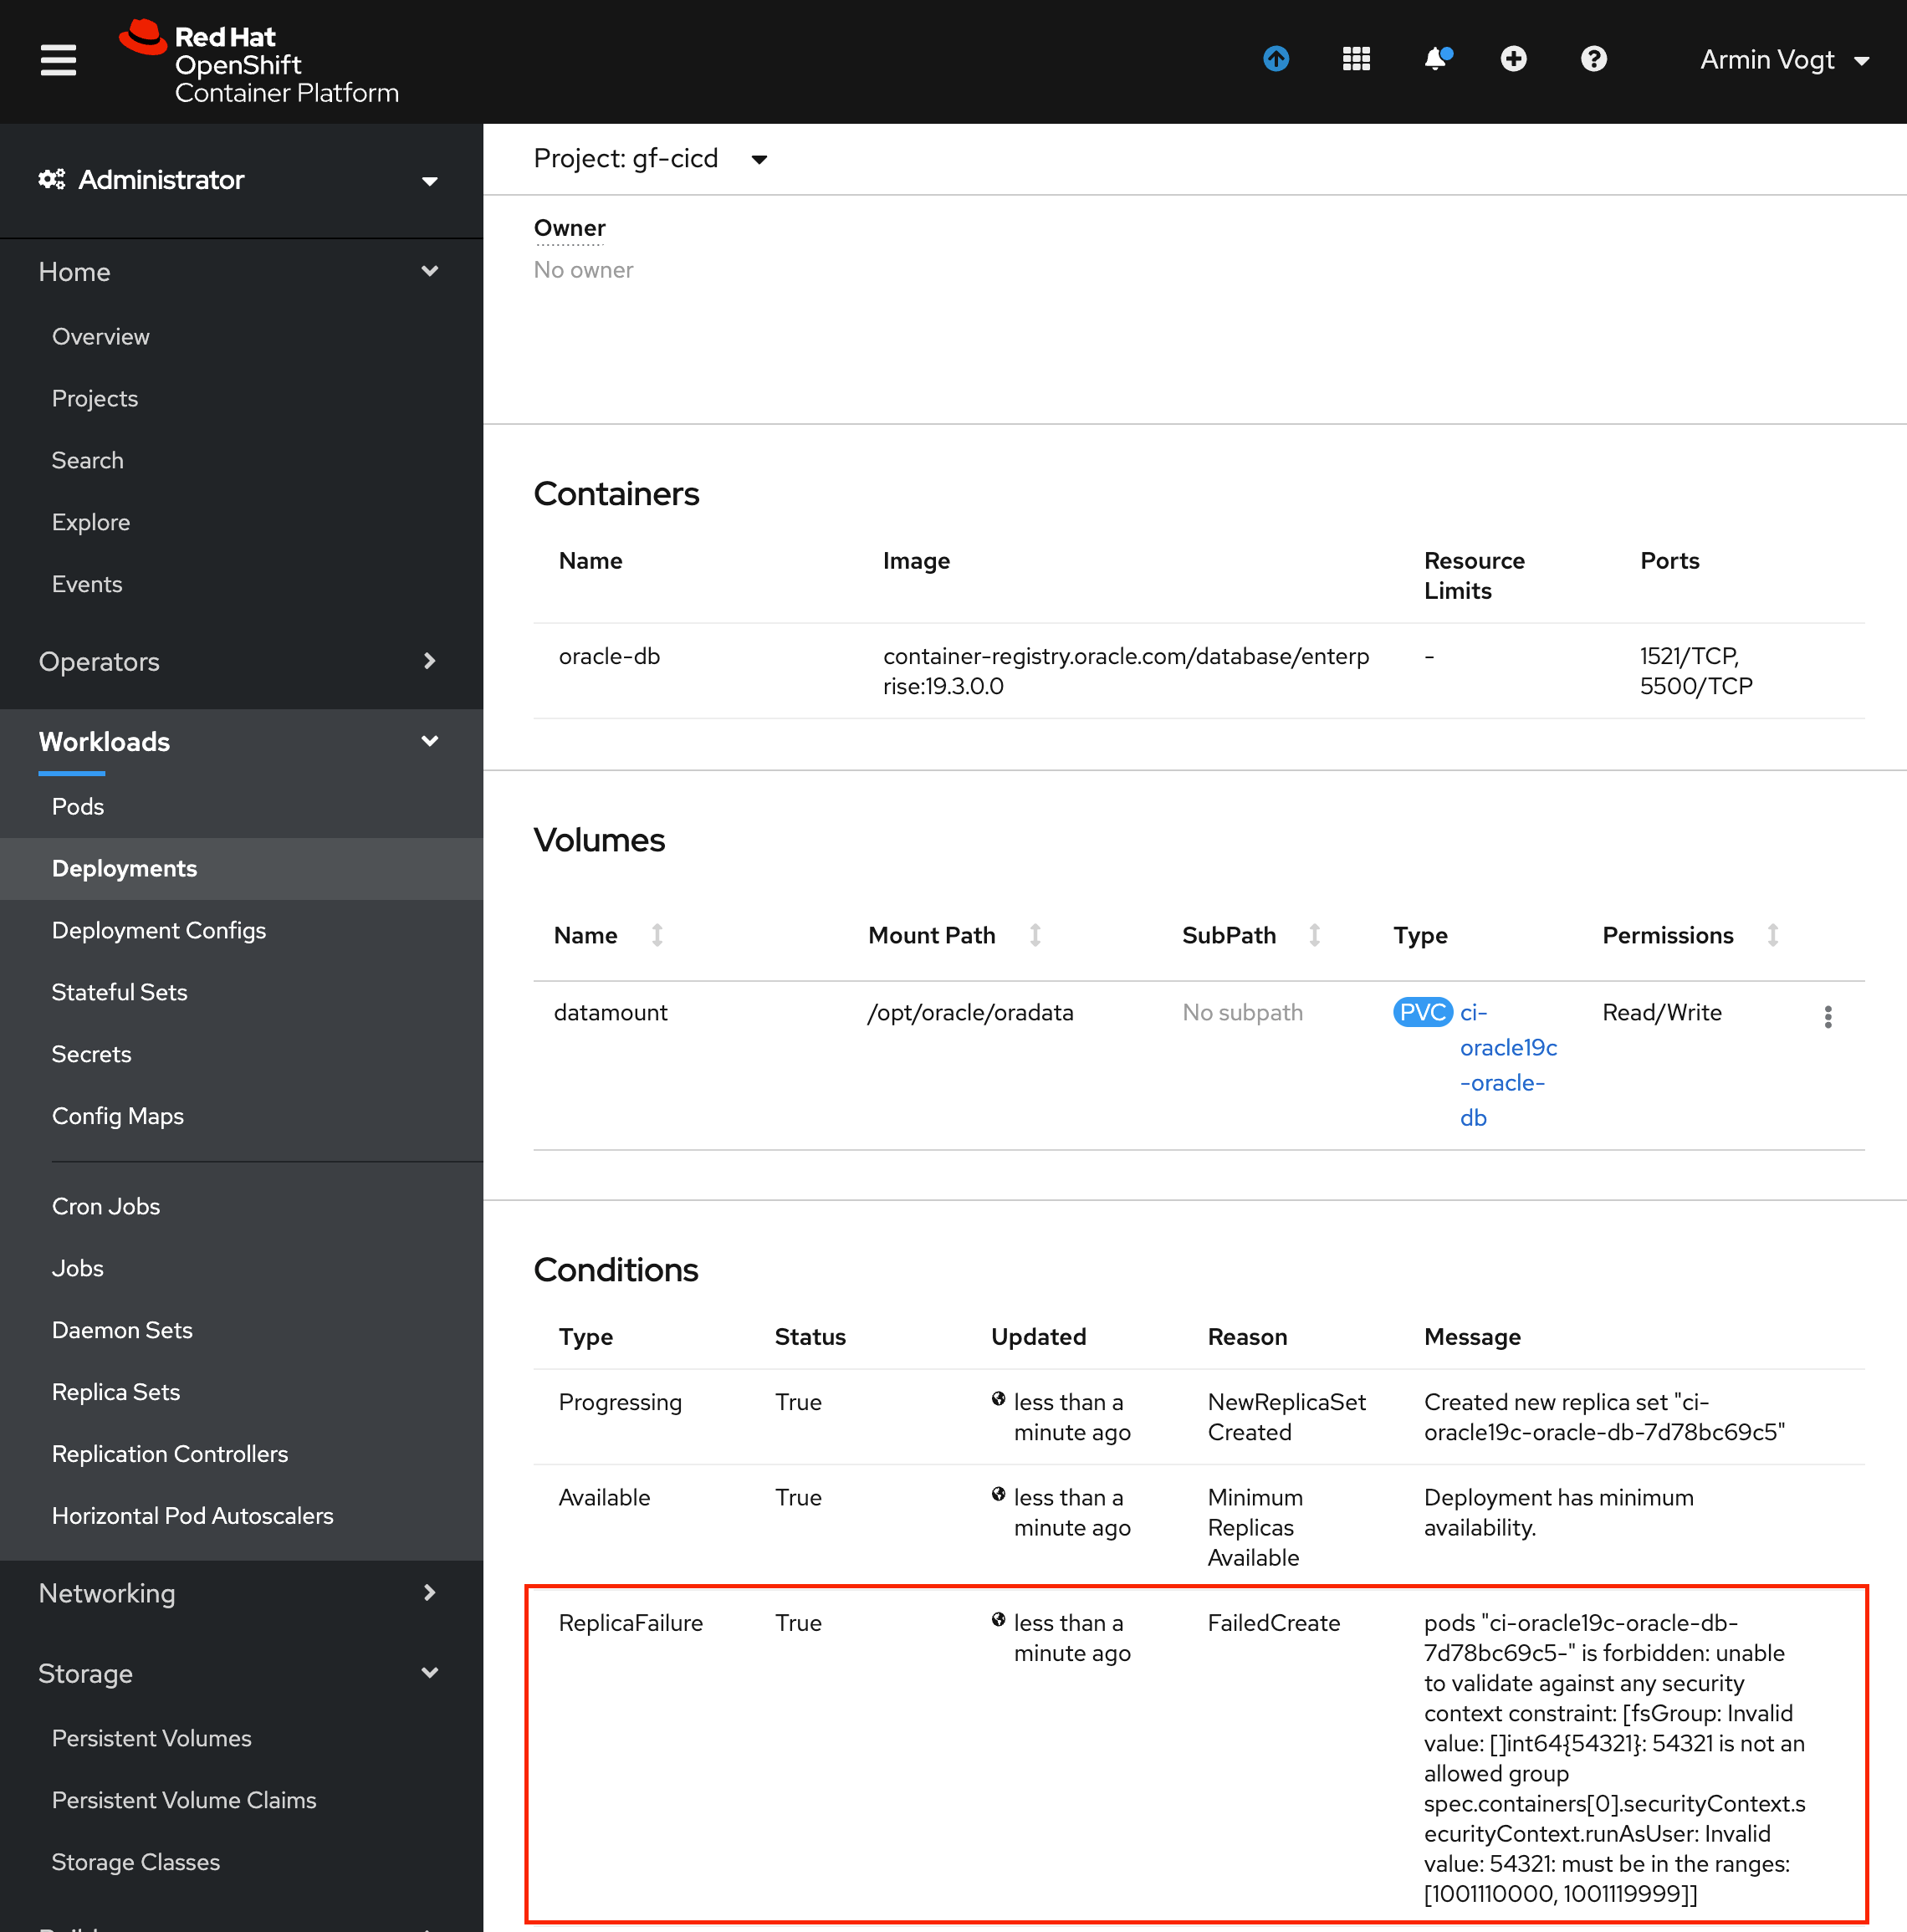 Red Hat
OpenShift
Container Platform
Armin Vogt
Administrator
Home
Overview
Projects
Search
Explore
Events
Operators
Workloads
Pods
Deployments
Deployment Configs
Stateful Sets
Secrets
Config Maps
Cron Jobs
Jobs
Daemon Sets
Replica Sets
Replication Controllers
Horizontal Pod Autoscalers
Networking
Storage
Persistent Volumes
Persistent Volume Claims
Storage Classes
Project: gf-cicd
Owner
No owner
Containers
Name Image Resource Limits Ports
oracle-db container-registry.oracle.com/database/enterp - 1521/TCP,
rise:19.3.0.0 5500/TCP
Volumes
Name Mount Path SubPath Type Permissions
datamount /opt/oracle/oradata No subpath PVC ci- Read/Write
oracle19c
-oracle-
db
Conditions
Type Status Updated Reason Message
Progressing True less than a NewReplicaSet Created new replica set "ci-
minute ago Created oracle19c-oracle-db-7d78bc69c5"
Available True less than a Minimum Deployment has minimum
minute ago Replicas availability.
Available
ReplicaFailure True less than a FailedCreate pods "ci-oracle19c-oracle-db-
minute ago 7d78bc69c5-" is forbidden: unable
to validate against any security
context constraint: [fsGroup: Invalid
value: []int64{54321}: 54321 is not an
allowed group
spec.containers[0].securityContext.s
ecurityContext.runAsUser: Invalid
value: 54321: must be in the ranges:
[1001110000, 1001119999]]